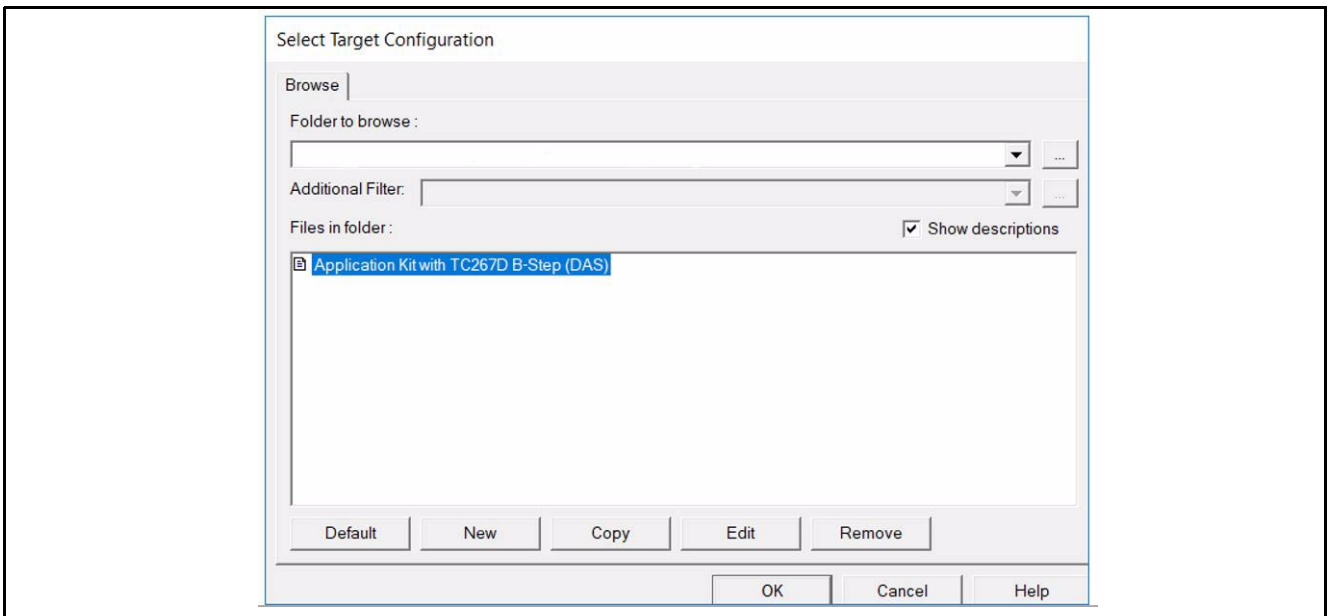 Select Target Configuration
Browse
Folder to browse :
...
Additional Filter:
...
Files in folder :
Show descriptions
Application Kit with TC267D B-Step (DAS)
Default New Copy Edit Remove
OK Cancel Help